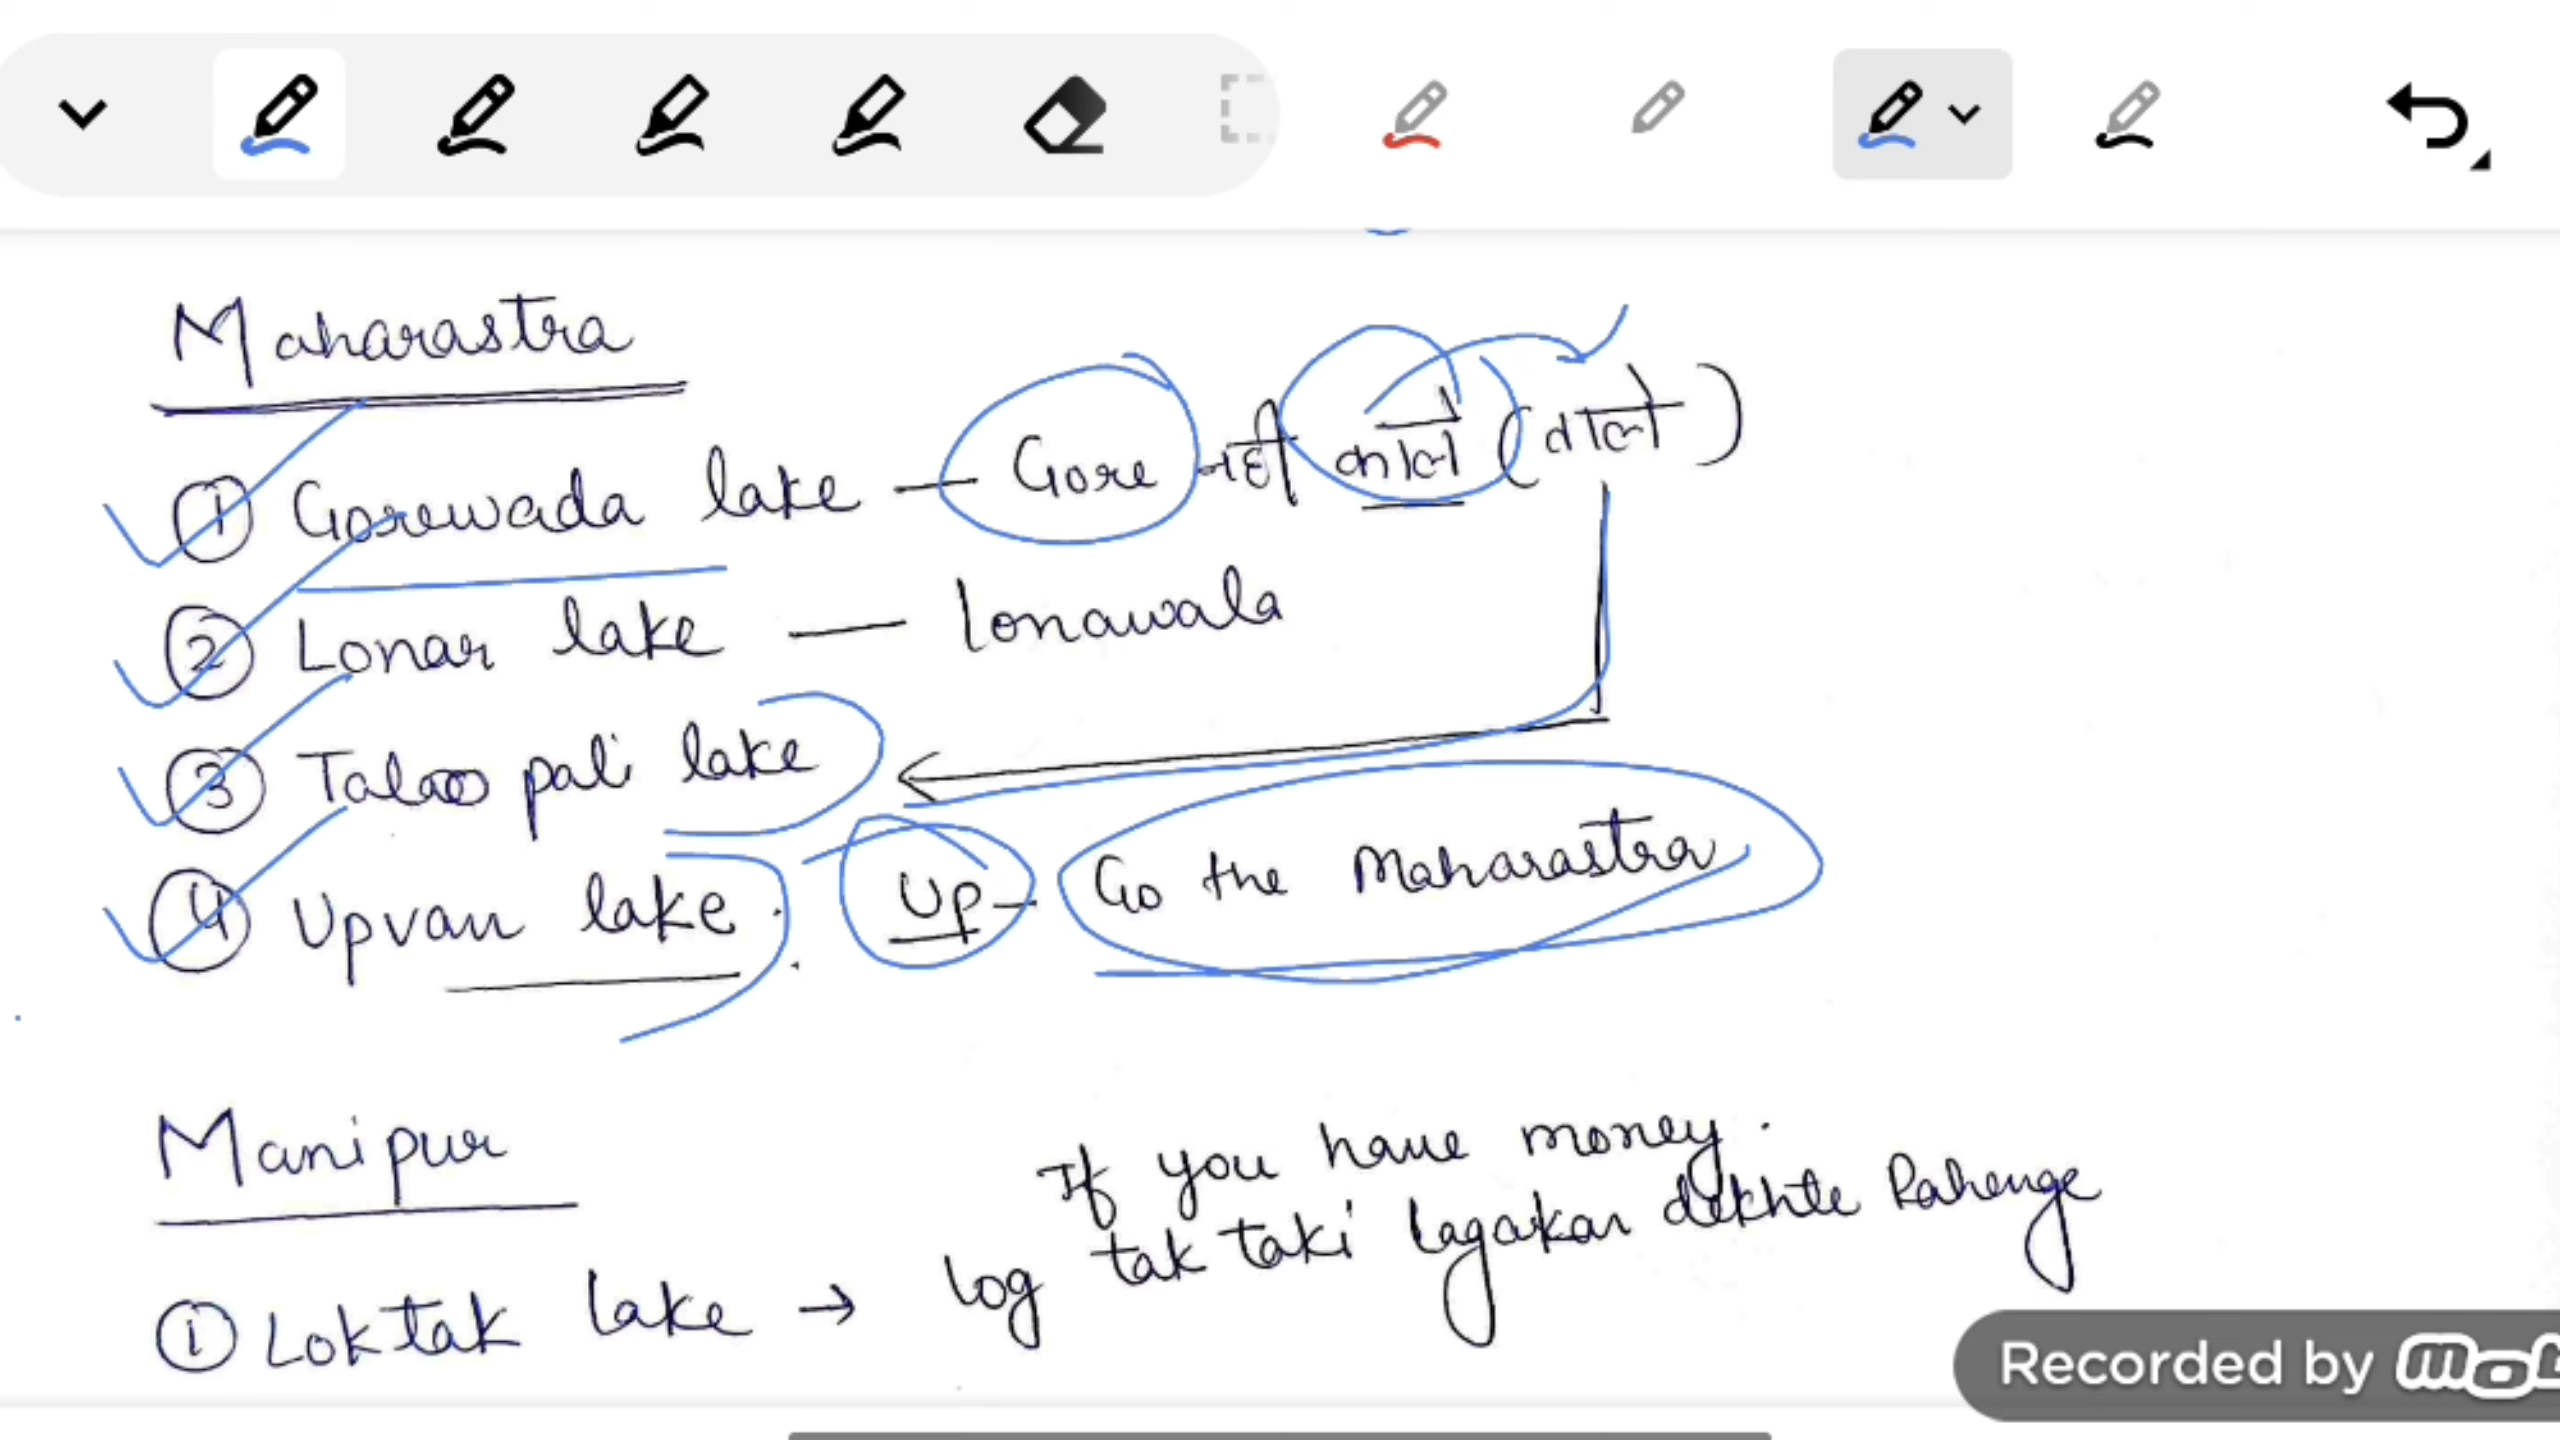 Maharastra
① Gorewada lake — Gore नही काले (ताले)
② Lonar lake — lonawala
③ Talao pali lake
④ Upvan lake. Up - Go the Maharastra
Manipur
If you have money.
① Loktak lake → log tak taki lagakar dekhte Rahenge
Recorded by